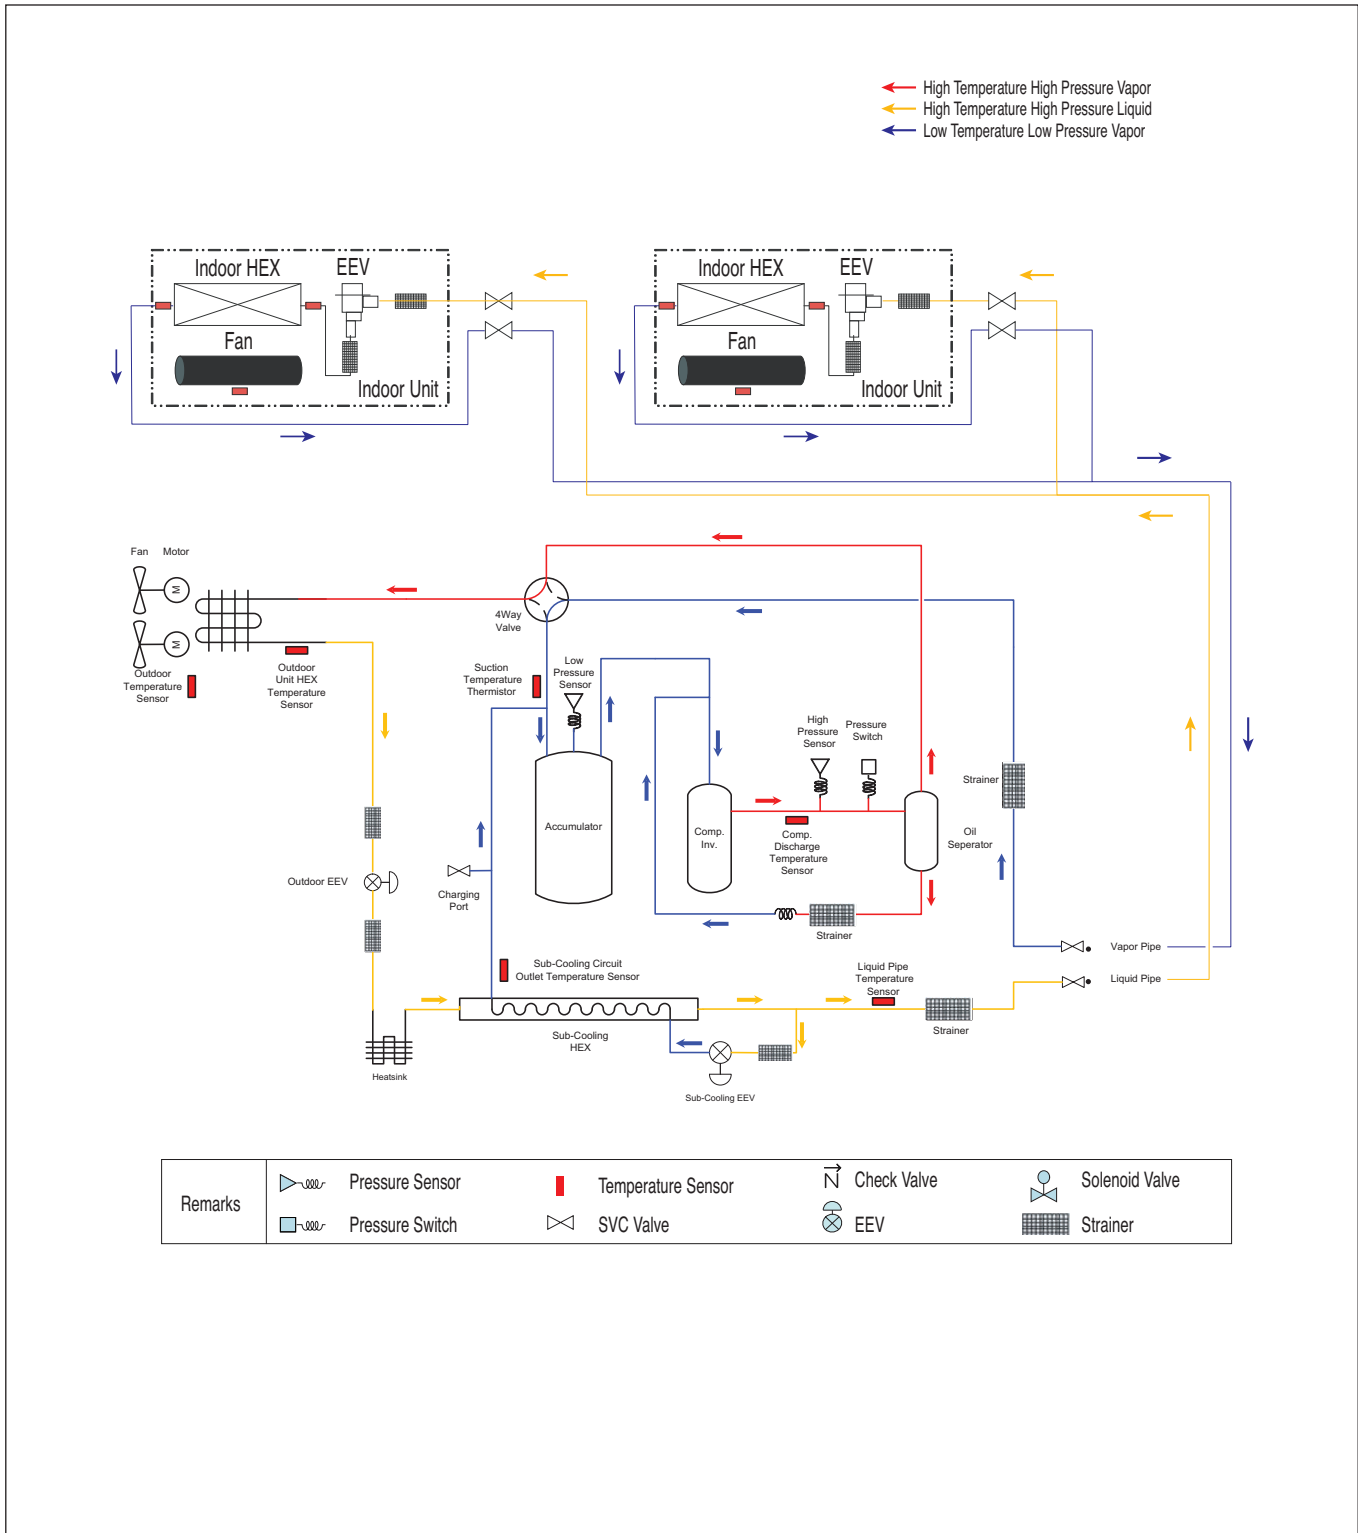 High Temperature High Pressure Vapor
High Temperature High Pressure Liquid
Low Temperature Low Pressure Vapor
Indoor HEX
EEV
Fan
Indoor Unit
Indoor HEX
EEV
Fan
Indoor Unit
Fan
Motor
M
M
4Way
Valve
Outdoor
Temperature
Sensor
Outdoor
Unit HEX
Temperature
Sensor
Suction
Temperature
Thermistor
Low
Pressure
Sensor
High
Pressure
Sensor
Pressure
Switch
Strainer
Accumulator
Comp.
Inv.
Comp.
Discharge
Temperature
Sensor
Oil
Seperator
Outdoor EEV
Charging
Port
Strainer
Vapor Pipe
Sub-Cooling Circuit
Outlet Temperature Sensor
Liquid Pipe
Temperature
Sensor
Liquid Pipe
Strainer
Sub-Cooling
HEX
Heatsink
Sub-Cooling EEV
Remarks
Pressure Sensor
Temperature Sensor
N
Check Valve
Solenoid Valve
Pressure Switch
SVC Valve
EEV
Strainer